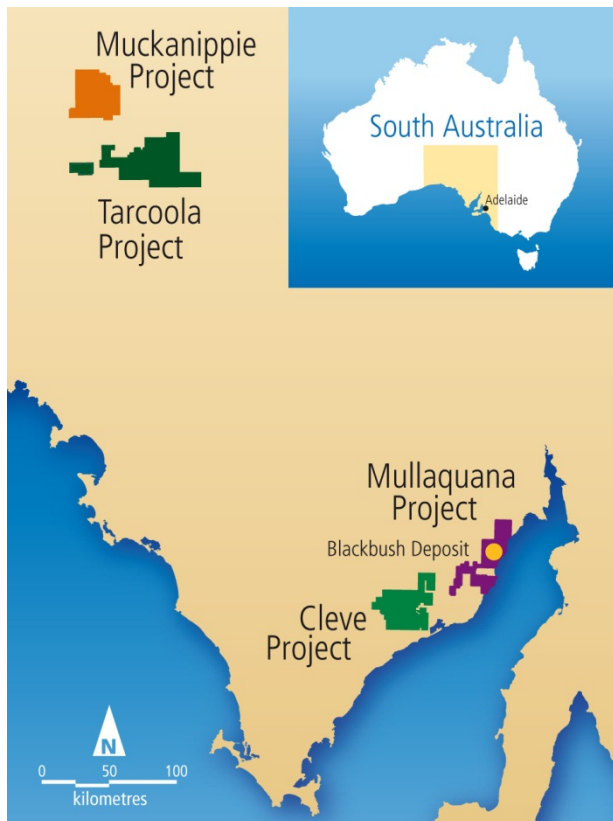 Muckanippie
Project
Tarcoola
Project
South Australia
Adelaide
Mullaquana
Project
Blackbush Deposit
Cleve
Project
N
0 50 100
kilometres